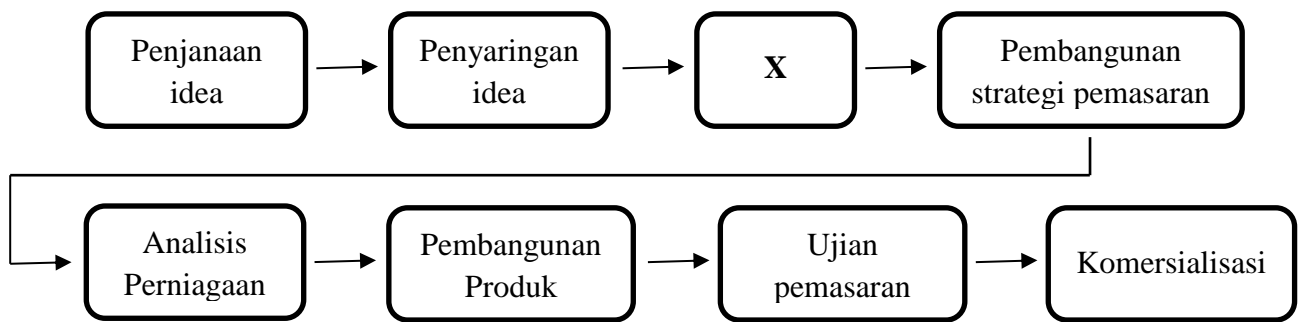 Penjanaan
idea
Penyaringan
idea
X
Pembangunan
strategi pemasaran
Analisis
Perniagaan
Pembangunan
Produk
Ujian
pemasaran
Komersialisasi